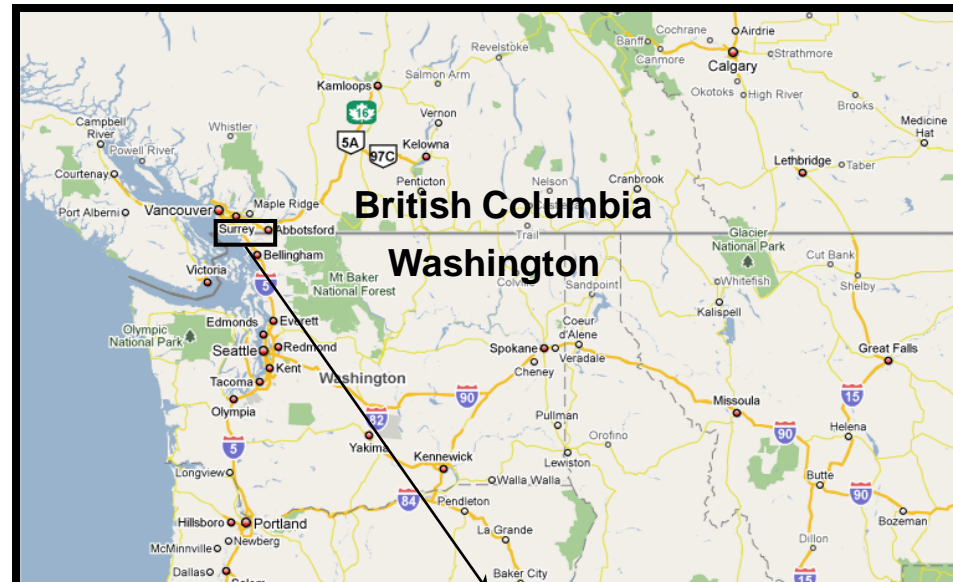 Cochrane
Airdrie
Banff
Canmore
Strathmore
Calgary
Revelstoke
Salmon Arm
Kamloops
Okotoks
High River
Brooks
16
Vernon
Campbell
River
Whistler
5A
97C
Kelowna
Medicine
Hat
Powell River
Courtenay
Lethbridge
Taber
Penticton
Nelson
Cranbrook
Port Alberni
Vancouver
Maple Ridge
British Columbia
Surrey
Abbotsford
Trail
Glacier
National Park
Bellingham
Washington
Cut Bank
Victoria
5
Mt Baker
National Forest
Colville
Sandpoint
Whitefish
Shelby
Kalispell
Olympic
National Park
Edmonds
Everett
Coeur
d'Alene
Seattle
Redmond
Spokane
Veradale
Great Falls
Kent
Cheney
Tacoma
Washington
90
15
Olympia
82
Pullman
Missoula
Yakima
Orofino
90
Helena
5
Kennewick
Lewiston
Longview
Walla Walla
Butte
84
Pendleton
90
Hillsboro
Portland
Bozeman
La Grande
Newberg
McMinnville
Dillon
15
Dallas
Baker City
Salem